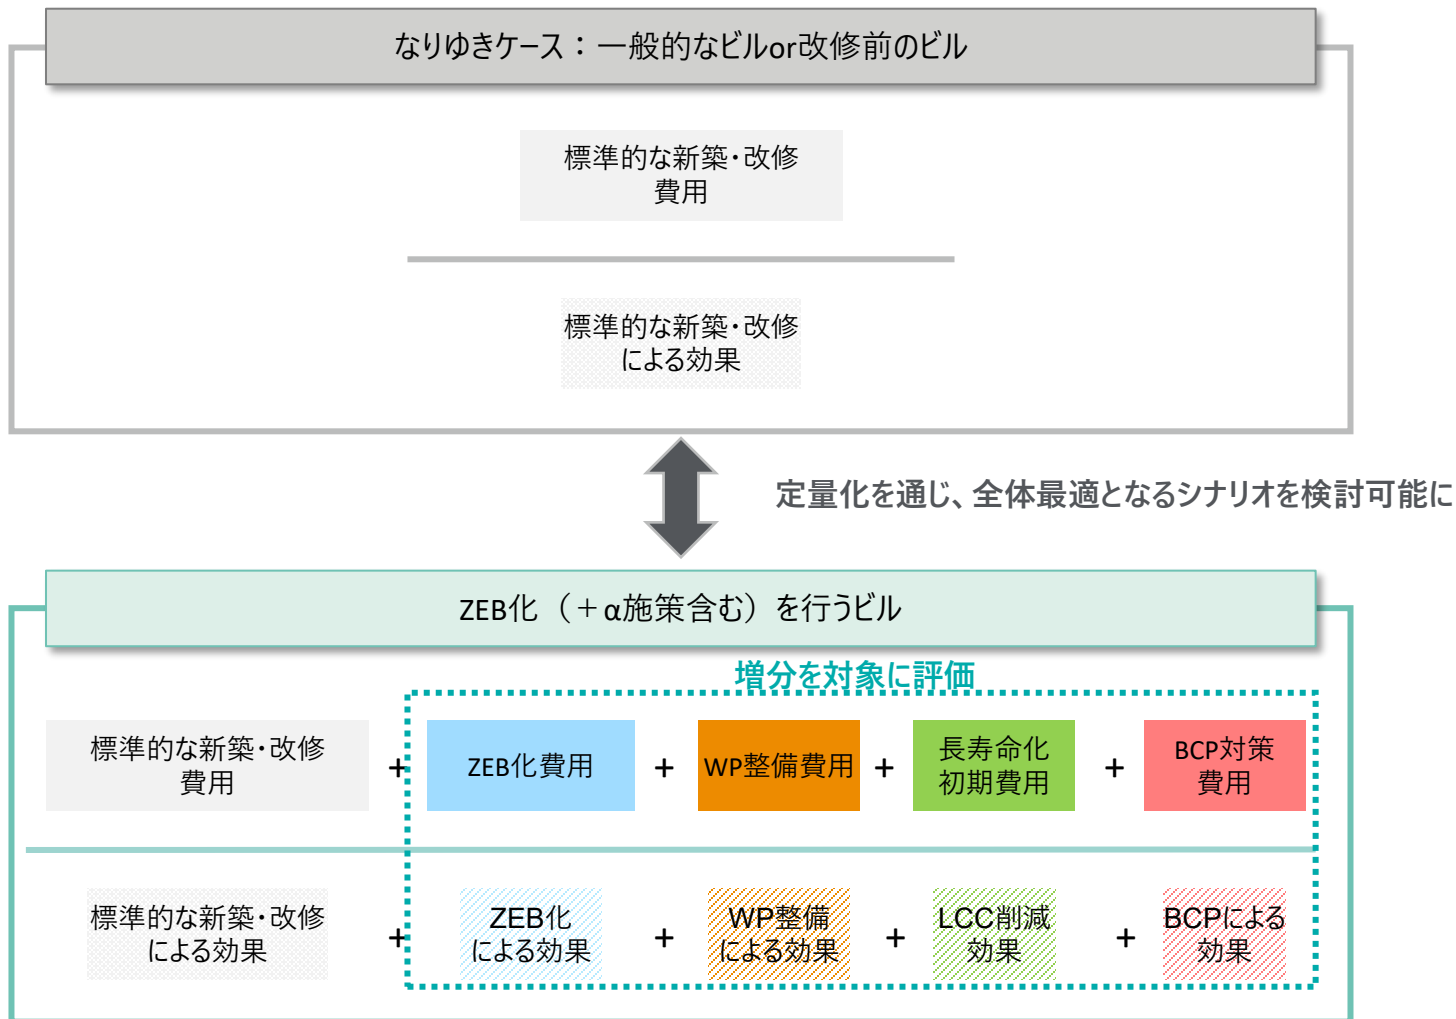 なりゆきケース：一般的なビルor改修前のビル
標準的な新築・改修
費用
標準的な新築・改修
による効果
定量化を通じ、全体最適となるシナリオを検討可能に
ZEB化（＋α施策含む）を行うビル
増分を対象に評価
標準的な新築・改修
費用
+
ZEB化費用
+
WP整備費用
+
長寿命化
初期費用
+
BCP対策
費用
標準的な新築・改修
による効果
+
ZEB化
による効果
+
WP整備
による効果
+
LCC削減
効果
+
BCPによる
効果